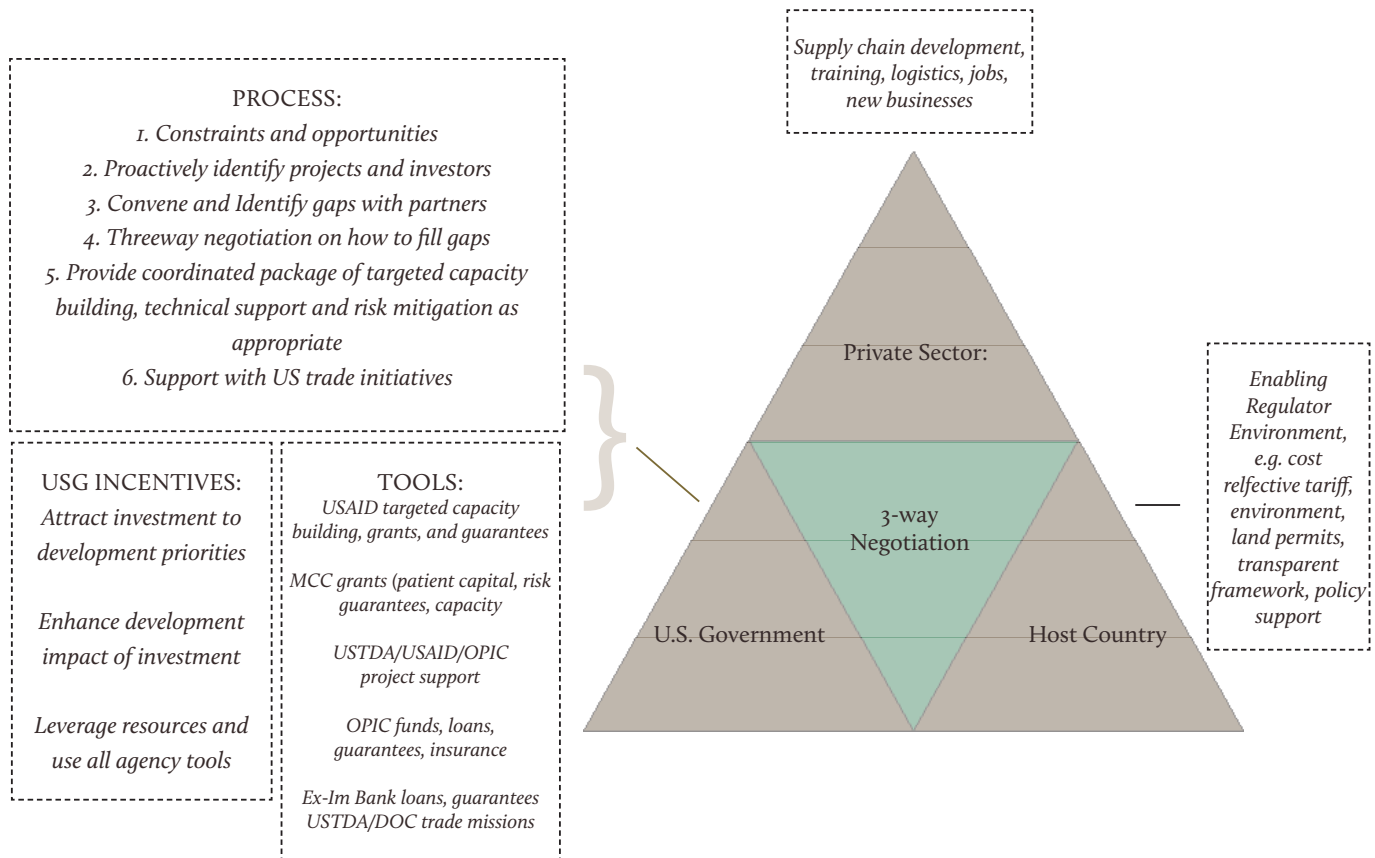 Supply chain development,
training, logistics, jobs,
new businesses
PROCESS:
1. Constraints and opportunities
2. Proactively identify projects and investors
3. Convene and Identify gaps with partners
4. Threeway negotiation on how to fill gaps
5. Provide coordinated package of targeted capacity
building, technical support and risk mitigation as
appropriate
6. Support with US trade initiatives
USG INCENTIVES:
Attract investment to
development priorities
Enhance development
impact of investment
Leverage resources and
use all agency tools
TOOLS:
USAID targeted capacity
building, grants, and guarantees
MCC grants (patient capital, risk
guarantees, capacity
USTDA/USAID/OPIC
project support
OPIC funds, loans,
guarantees, insurance
Ex-Im Bank loans, guarantees
USTDA/DOC trade missions
}
Private Sector:
3-way
Negotiation
U.S. Government
Host Country
Enabling
Regulator
Environment,
e.g. cost
relfective tariff,
environment,
land permits,
transparent
framework, policy
support